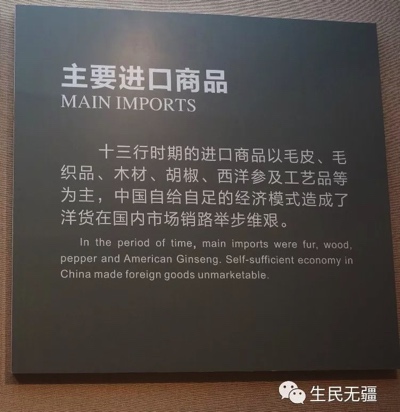 主要进口商品
MAIN IMPORTS
十三行时期的进口商品以毛皮、毛
织品、木材、胡椒、西洋参及工艺品等
为主，中国自给自足的经济模式造成了
洋货在国内市场销路举步维艰。
In the period of time, main imports were fur, wood,
pepper and American Ginseng. Self-sufficient economy in
China made foreign goods unmarketable.
生民无疆